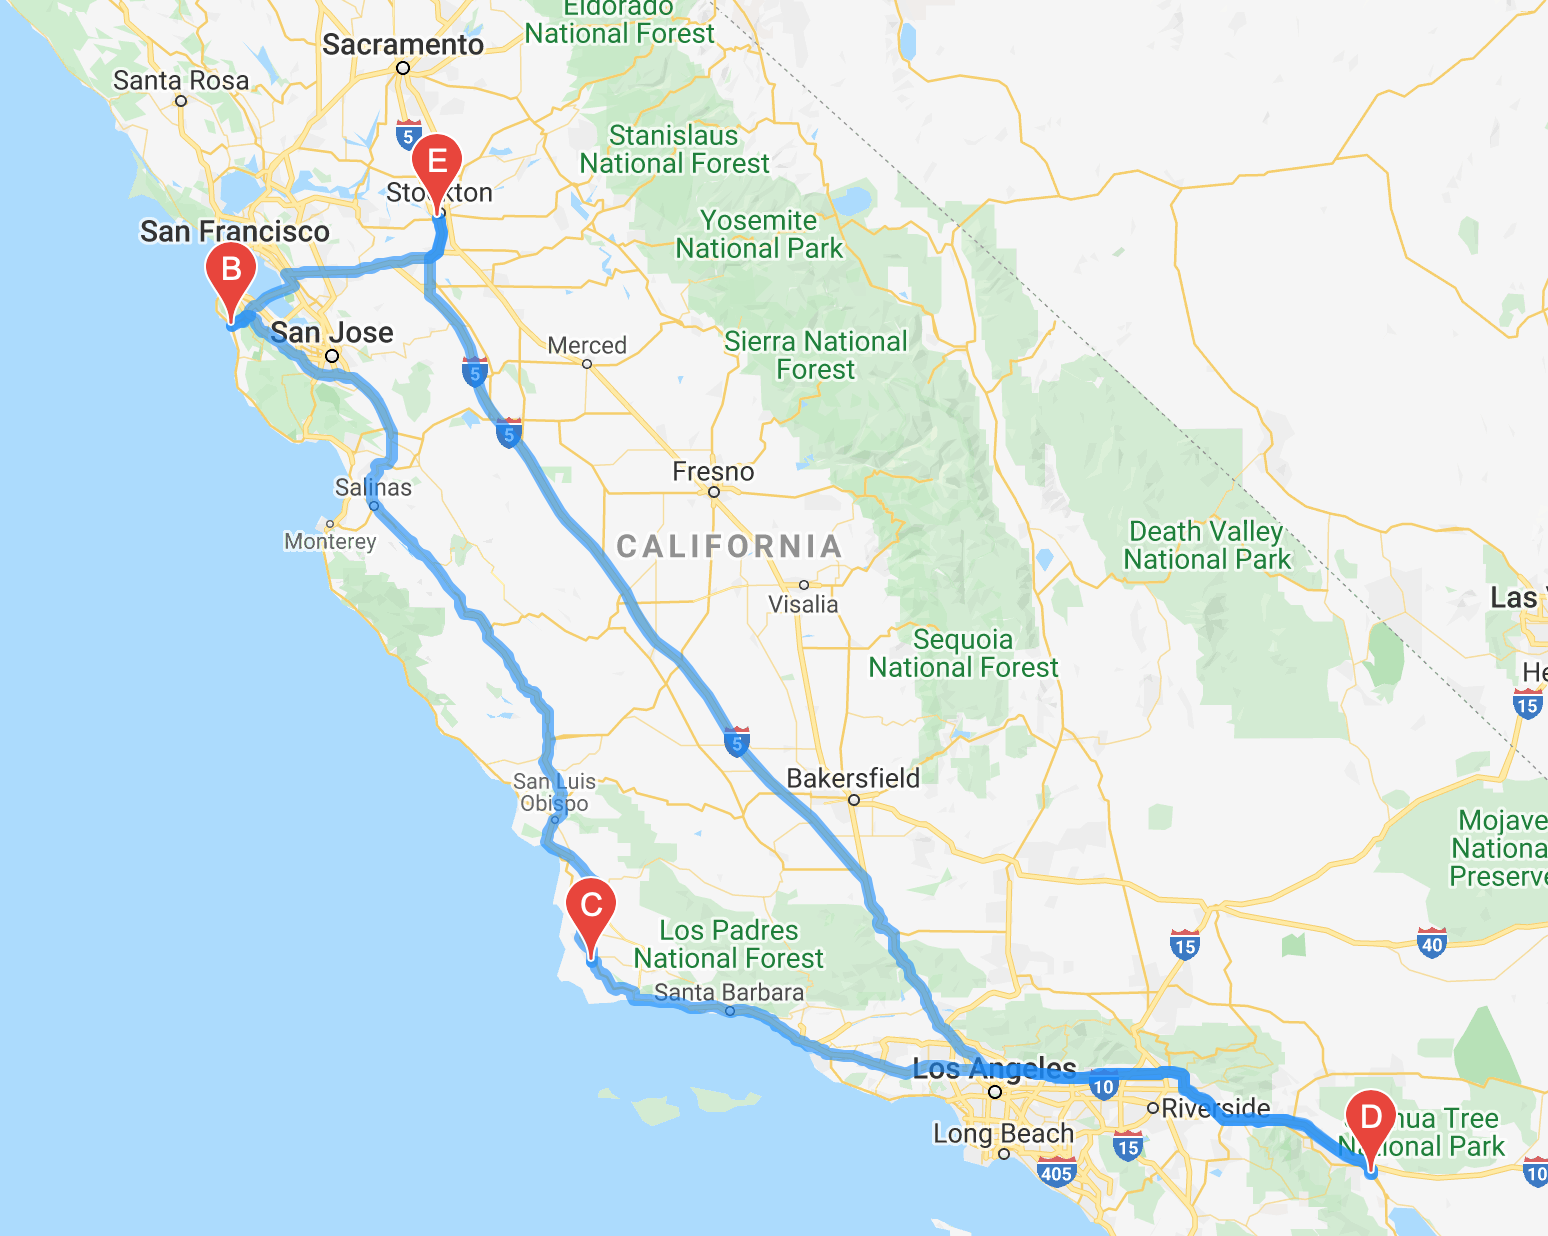 Eldorado
National Forest
Sacramento
Santa Rosa
5
Stanislaus
National Forest
E
Stockton
San Francisco
Yosemite
National Park
B
San Jose
Merced
Sierra National
Forest
5
5
Fresno
Salinas
CALIFORNIA
Monterey
Death Valley
National Park
Visalia
Las
Sequoia
National Forest
He
15
5
Bakersfield
San Luis
Obispo
Mojave
Nationa
Preserve
C
Los Padres
National Forest
15
40
Santa Barbara
Los Angeles
10
Riverside
D
hua Tree
National Park
Long Beach
15
405
10